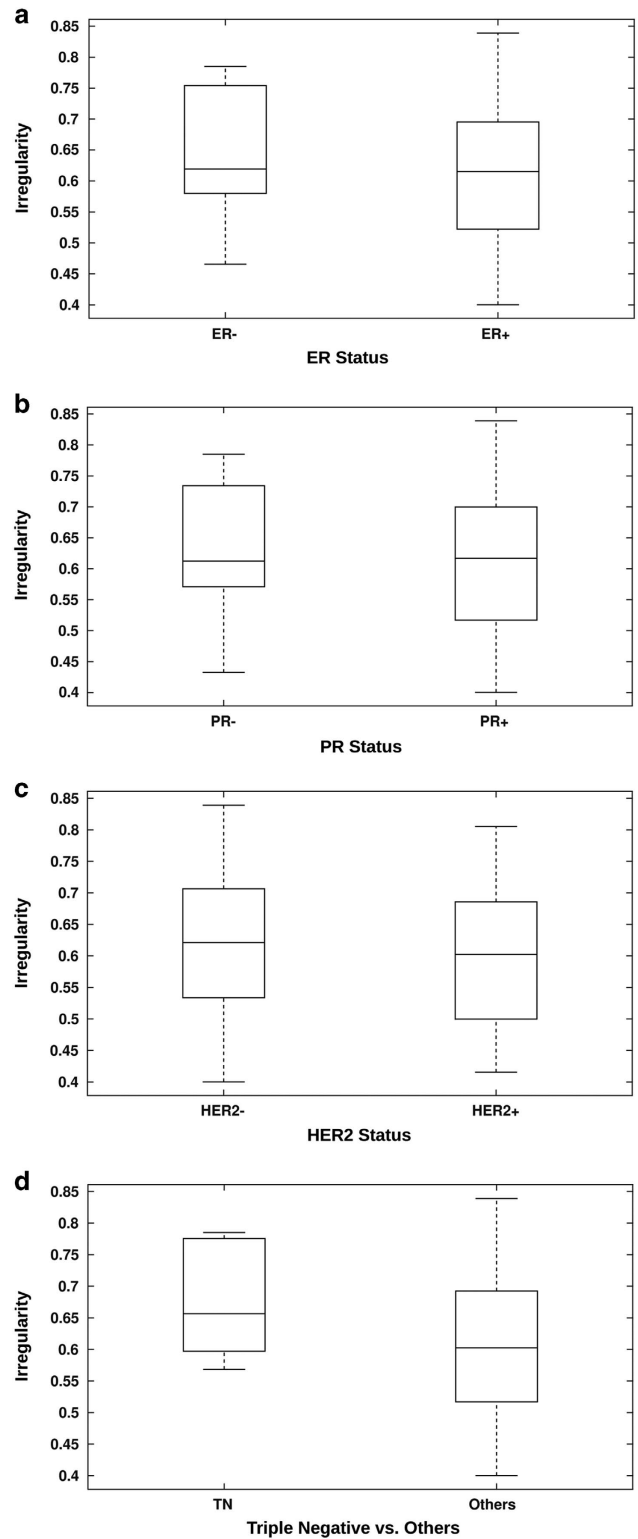 a
0.85
0.8
0.75
0.7
0.65
0.6
0.55
0.5
0.45
0.4
Irregularity
ER- ER+
ER Status
b
0.85
0.8
0.75
0.7
0.65
0.6
0.55
0.5
0.45
0.4
Irregularity
PR- PR+
PR Status
c
0.85
0.8
0.75
0.7
0.65
0.6
0.55
0.5
0.45
0.4
Irregularity
HER2- HER2+
HER2 Status
d
0.85
0.8
0.75
0.7
0.65
0.6
0.55
0.5
0.45
0.4
Irregularity
TN Others
Triple Negative vs. Others